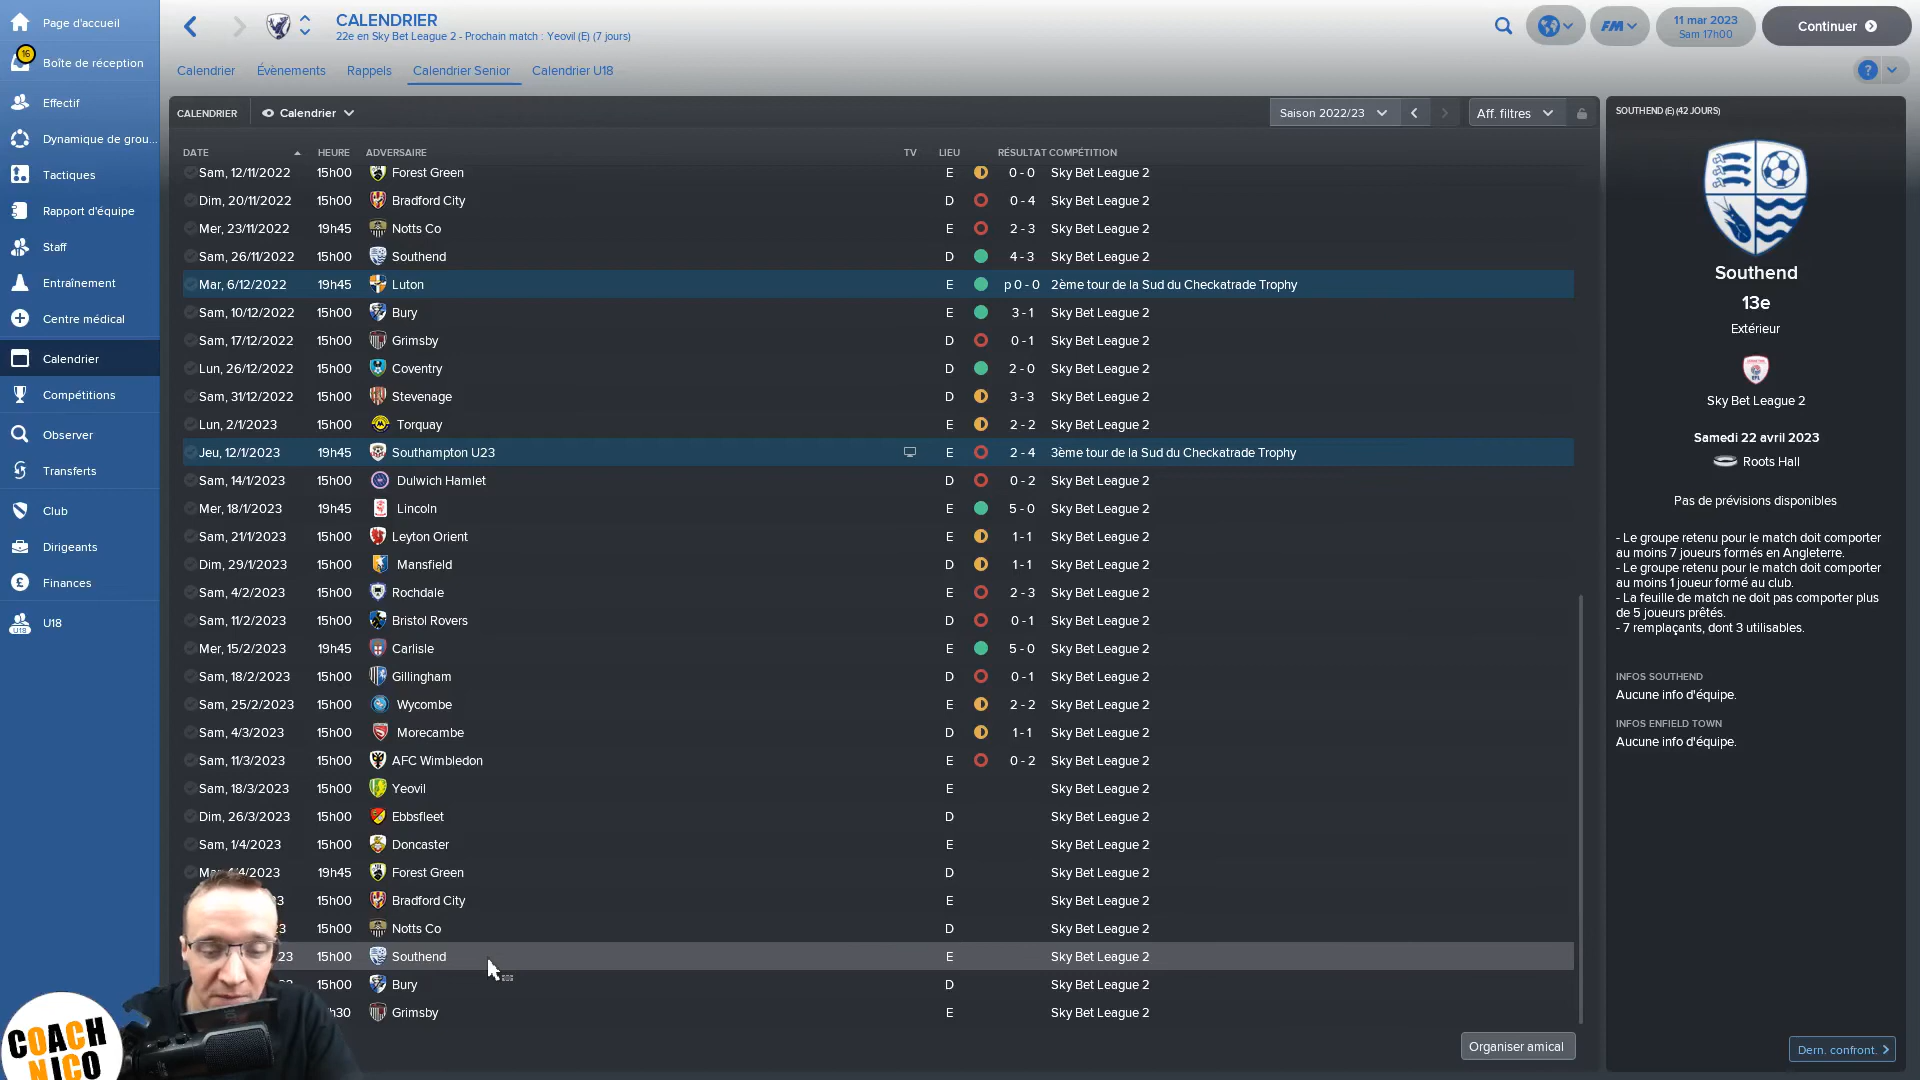 Page d'accueil
16
Boîte de réception
Effectif
Dynamique de grou...
Tactiques
Rapport d'équipe
Staff
Entraînement
Centre médical
Calendrier
Compétitions
Observer
Transferts
Club
Dirigeants
Finances
U18
CALENDRIER
22e en Sky Bet League 2 - Prochain match : Yeovil (E) (7 jours)
FM
11 mar 2023
Sam 17h00
Continuer
Calendrier Évènements Rappels Calendrier Senior Calendrier U18
?
CALENDRIER Calendrier Saison 2022/23 Aff. filtres
DATE HEURE ADVERSAIRE TV LIEU RÉSULTAT COMPÉTITION
Sam, 12/11/2022 15h00 Forest Green E 0 - 0 Sky Bet League 2
Dim, 20/11/2022 15h00 Bradford City D 0 - 4 Sky Bet League 2
Mer, 23/11/2022 19h45 Notts Co E 2 - 3 Sky Bet League 2
Sam, 26/11/2022 15h00 Southend D 4 - 3 Sky Bet League 2
Mar, 6/12/2022 19h45 Luton E p 0 - 0 2ème tour de la Sud du Checkatrade Trophy
Sam, 10/12/2022 15h00 Bury E 3 - 1 Sky Bet League 2
Sam, 17/12/2022 15h00 Grimsby D 0 - 1 Sky Bet League 2
Lun, 26/12/2022 15h00 Coventry D 2 - 0 Sky Bet League 2
Sam, 31/12/2022 15h00 Stevenage D 3 - 3 Sky Bet League 2
Lun, 2/1/2023 15h00 Torquay E 2 - 2 Sky Bet League 2
Jeu, 12/1/2023 19h45 Southampton U23 E 2 - 4 3ème tour de la Sud du Checkatrade Trophy
Sam, 14/1/2023 15h00 Dulwich Hamlet D 0 - 2 Sky Bet League 2
Mer, 18/1/2023 19h45 Lincoln E 5 - 0 Sky Bet League 2
Sam, 21/1/2023 15h00 Leyton Orient E 1 - 1 Sky Bet League 2
Dim, 29/1/2023 15h00 Mansfield D 1 - 1 Sky Bet League 2
Sam, 4/2/2023 15h00 Rochdale E 2 - 3 Sky Bet League 2
Sam, 11/2/2023 15h00 Bristol Rovers D 0 - 1 Sky Bet League 2
Mer, 15/2/2023 19h45 Carlisle E 5 - 0 Sky Bet League 2
Sam, 18/2/2023 15h00 Gillingham D 0 - 1 Sky Bet League 2
Sam, 25/2/2023 15h00 Wycombe E 2 - 2 Sky Bet League 2
Sam, 4/3/2023 15h00 Morecambe D 1 - 1 Sky Bet League 2
Sam, 11/3/2023 15h00 AFC Wimbledon E 0 - 2 Sky Bet League 2
Sam, 18/3/2023 15h00 Yeovil E Sky Bet League 2
Dim, 26/3/2023 15h00 Ebbsfleet D Sky Bet League 2
Sam, 1/4/2023 15h00 Doncaster E Sky Bet League 2
4/2023 19h45 Forest Green D Sky Bet League 2
15h00 Bradford City E Sky Bet League 2
23 15h00 Notts Co D Sky Bet League 2
23 15h00 Southend E Sky Bet League 2
15h00 Bury D Sky Bet League 2
h30 Grimsby E Sky Bet League 2
Organiser amical
SOUTHEND (E) (42 JOURS)
Southend
13e
Extérieur
Sky Bet League 2
Samedi 22 avril 2023
Roots Hall
Pas de prévisions disponibles
- Le groupe retenu pour le match doit comporter
au moins 7 joueurs formés en Angleterre.
- Le groupe retenu pour le match doit comporter
au moins 1 joueur formé au club.
- La feuille de match ne doit pas comporter plus
de 5 joueurs prêtés.
- 7 remplaçants, dont 3 utilisables.
INFOS SOUTHEND
Aucune info d'équipe.
INFOS ENFIELD TOWN
Aucune info d'équipe.
Dern. confront.
COACH
NICO